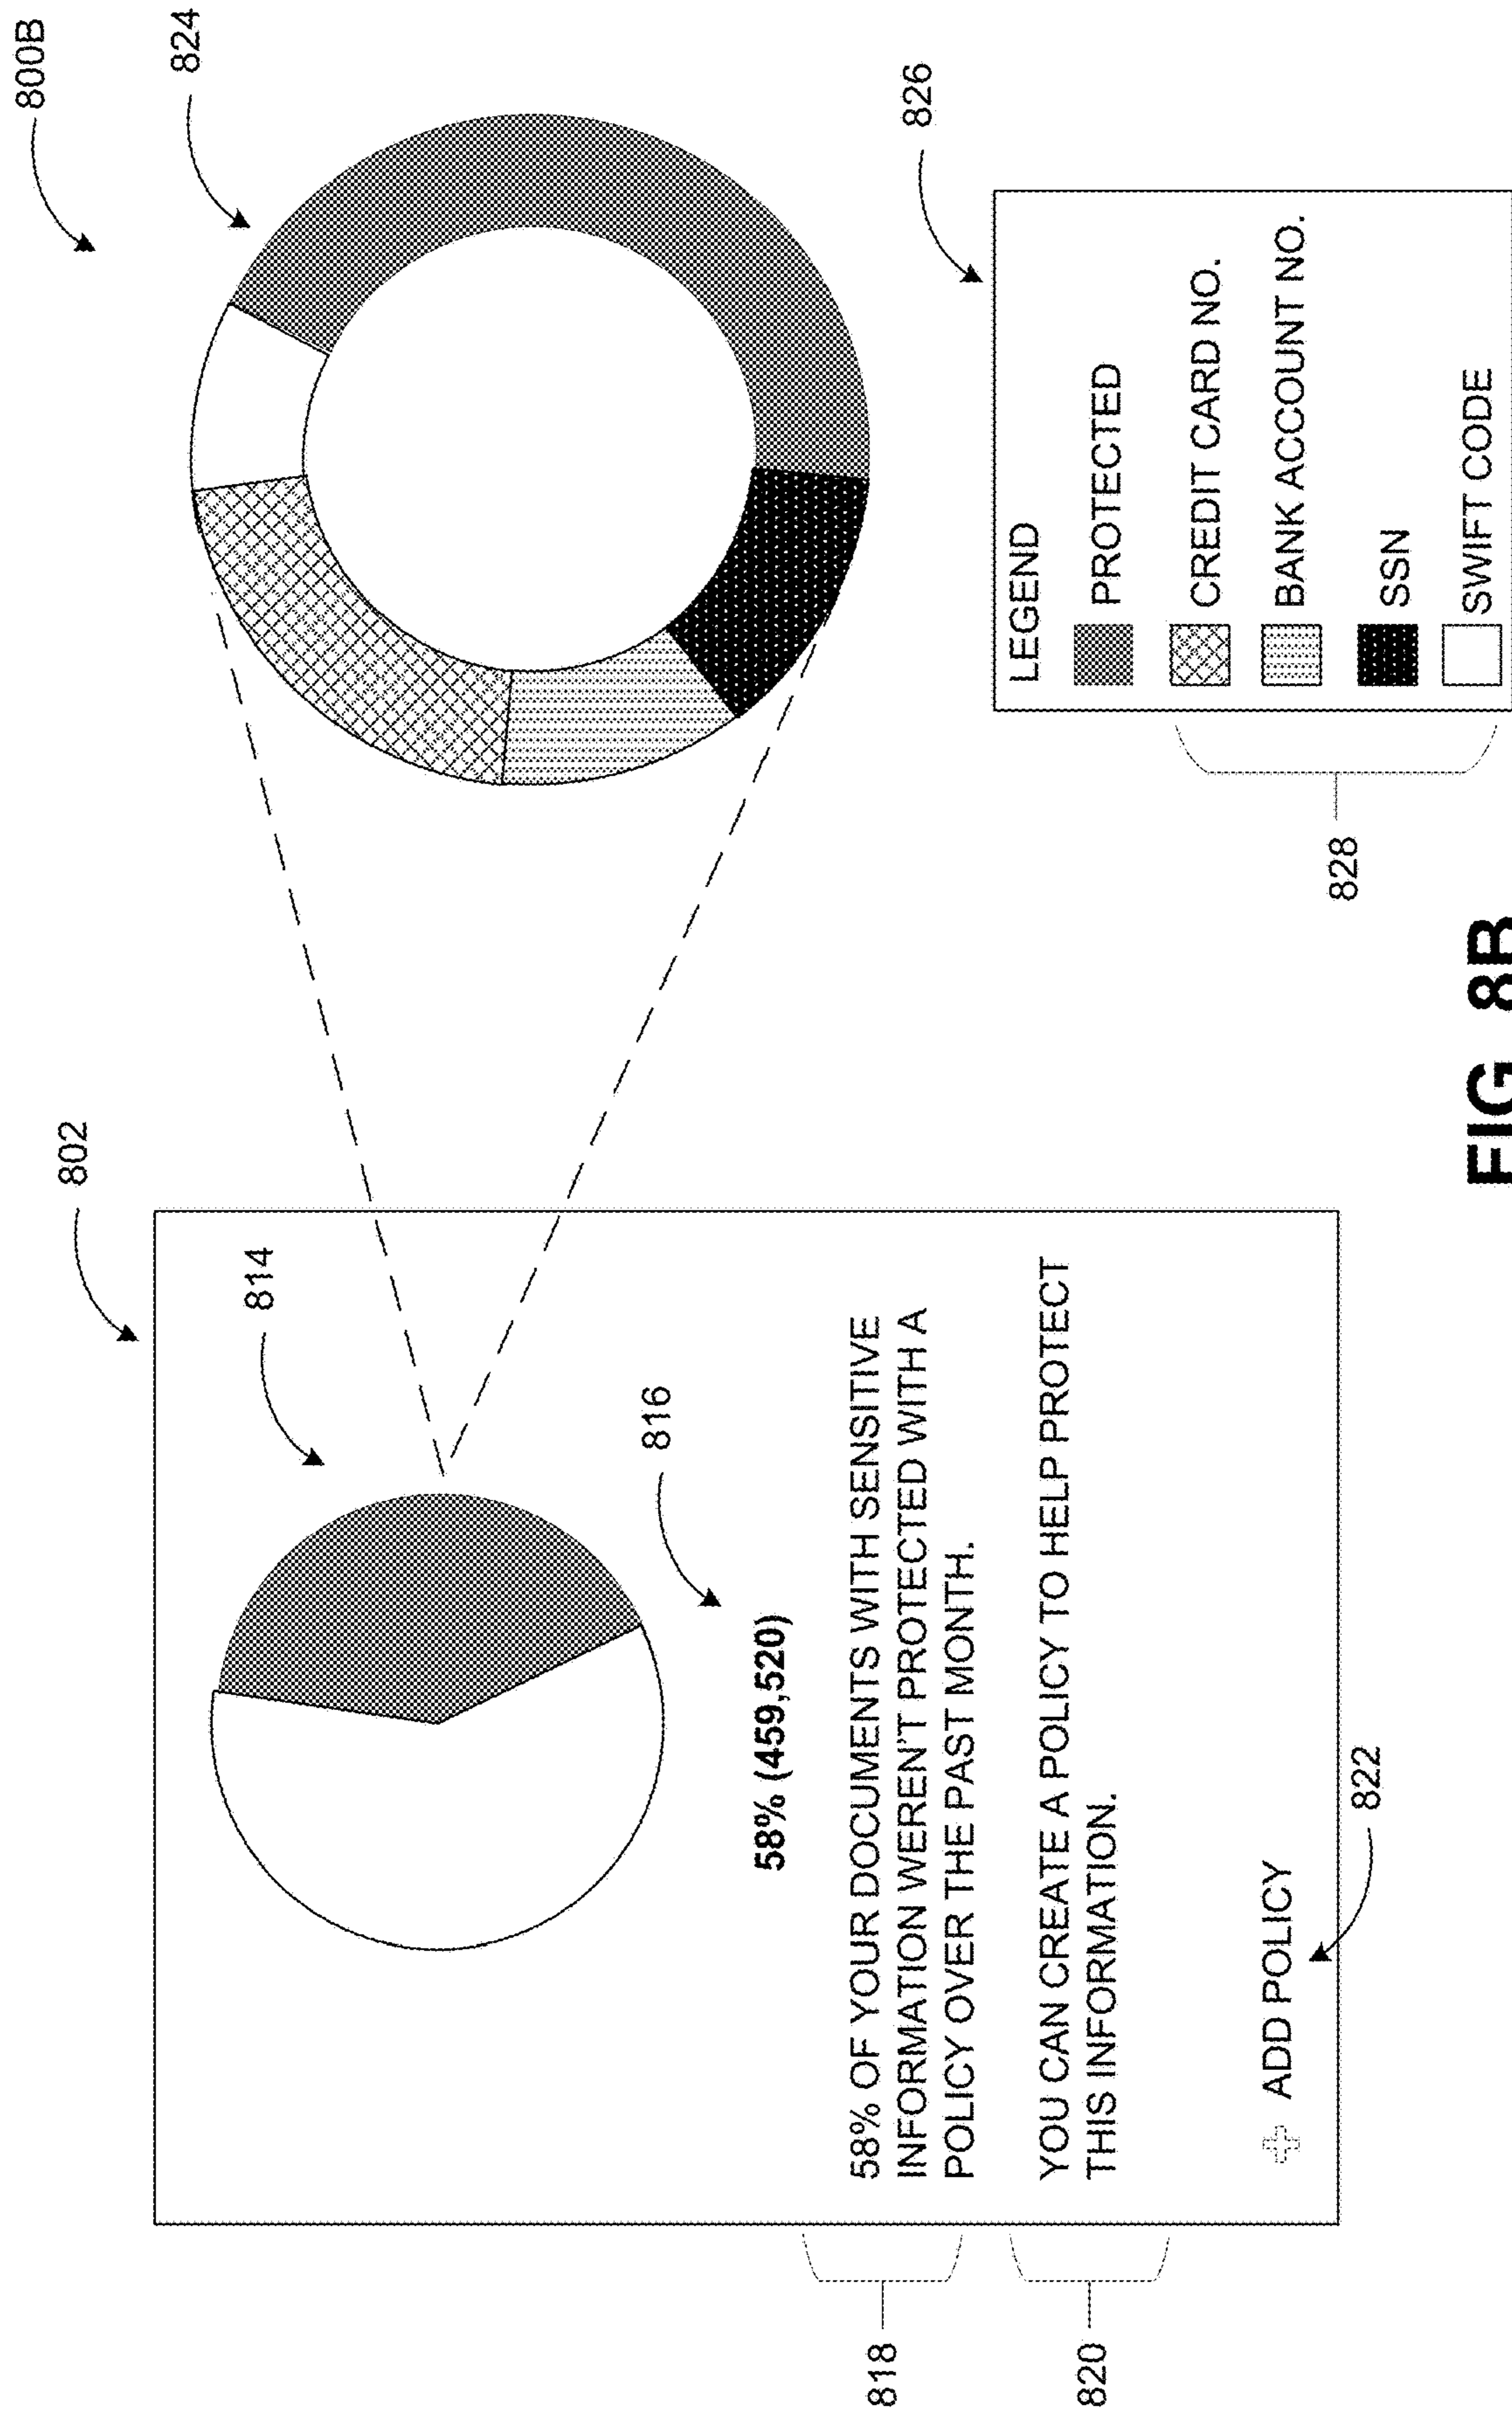 800B
802
814
824
816
58% (459,520)
58% OF YOUR DOCUMENTS WITH SENSITIVE
INFORMATION WEREN'T PROTECTED WITH A
POLICY OVER THE PAST MONTH.
818
YOU CAN CREATE A POLICY TO HELP PROTECT
THIS INFORMATION.
820
ADD POLICY
822
826
LEGEND
PROTECTED
CREDIT CARD NO.
BANK ACCOUNT NO.
SSN
SWIFT CODE
828
FIG. 8B